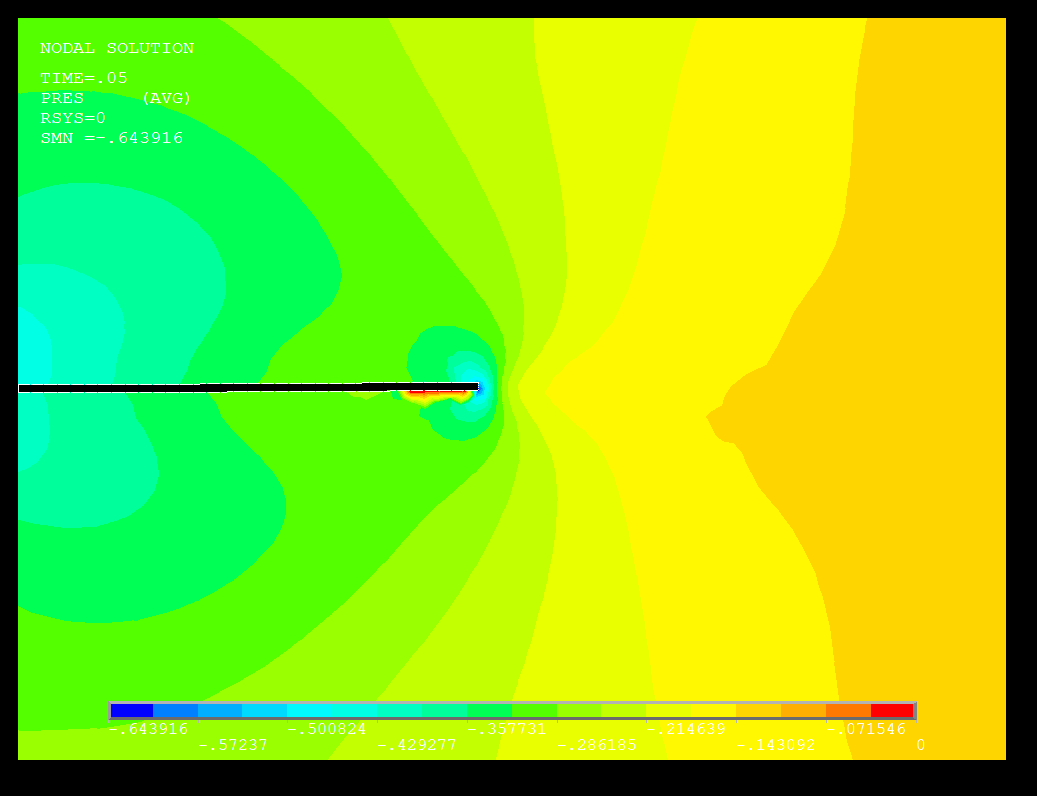 NODAL SOLUTION
TIME=.05
PRES (AVG)
RSYS=0
SMN =-.643916
-.643916 -.500824 -.357731 -.214639 -.071546
-.57237 -.429277 -.286185 -.143092 0